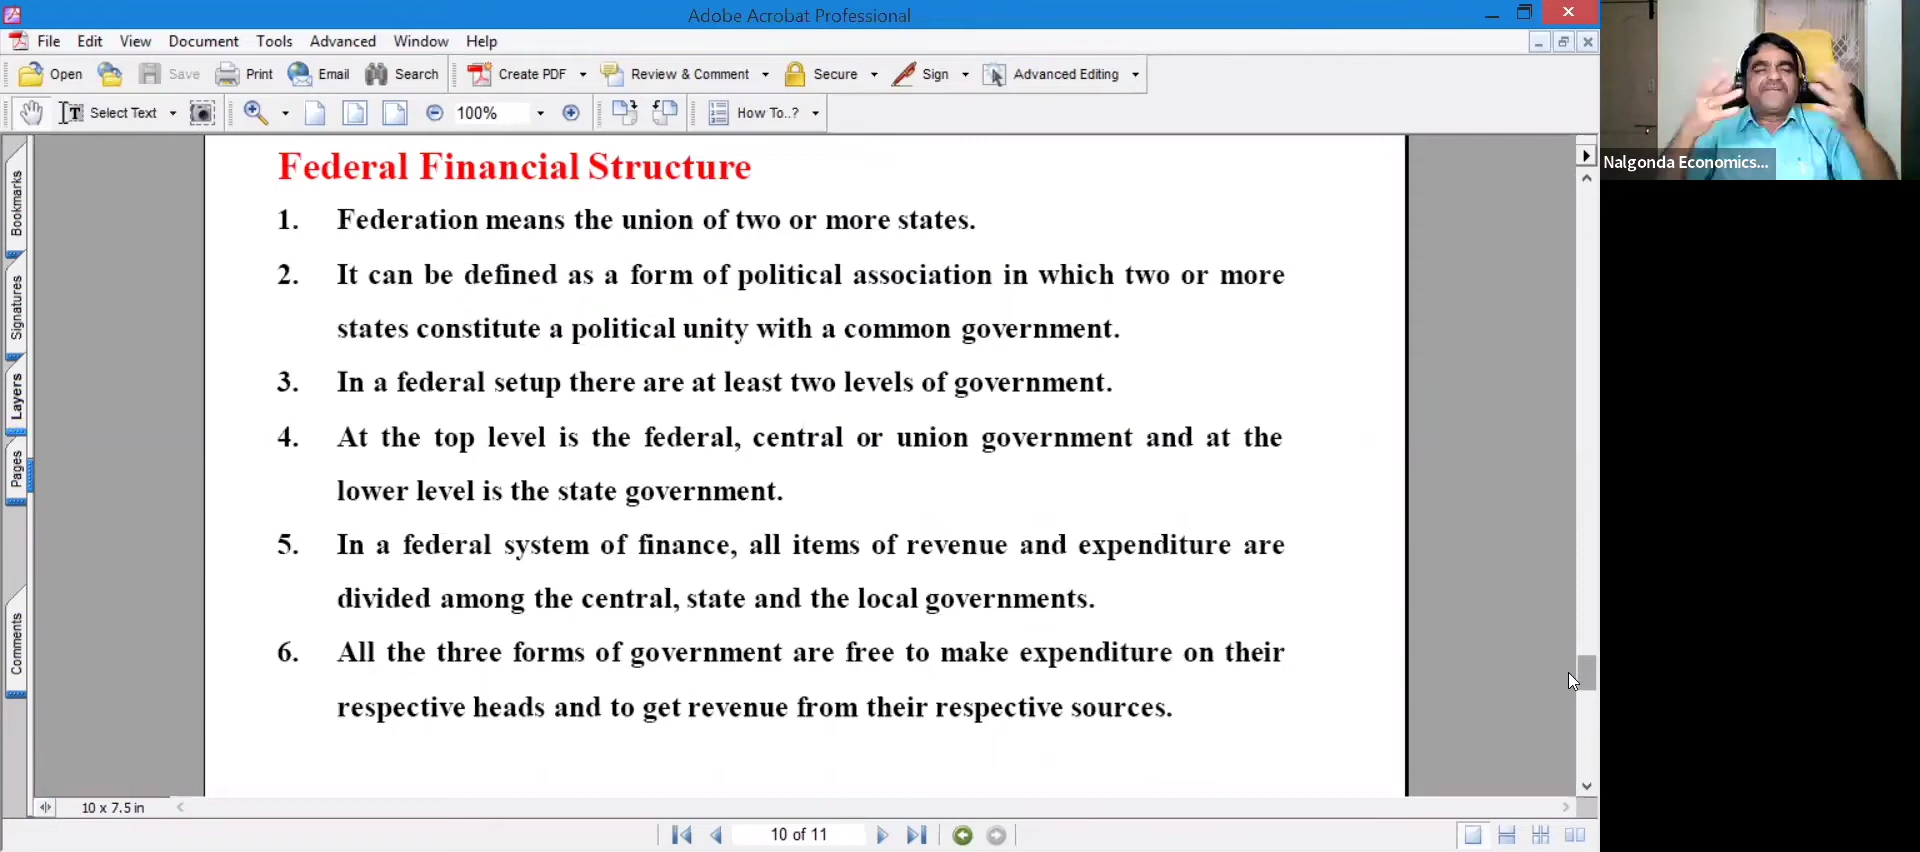 Adobe Acrobat Professional
File Edit View Document Tools Advanced Window Help
Open Save Print Email Search Create PDF Review & Comment Secure Sign Advanced Editing
Select Text 100% How To..?
Nalgonda Economics...
Bookmarks
Signatures
Layers
Pages
Comments
Federal Financial Structure
1. Federation means the union of two or more states.
2. It can be defined as a form of political association in which two or more
states constitute a political unity with a common government.
3. In a federal setup there are at least two levels of government.
4. At the top level is the federal, central or union government and at the
lower level is the state government.
5. In a federal system of finance, all items of revenue and expenditure are
divided among the central, state and the local governments.
6. All the three forms of government are free to make expenditure on their
respective heads and to get revenue from their respective sources.
10 x 7.5 in
10 of 11